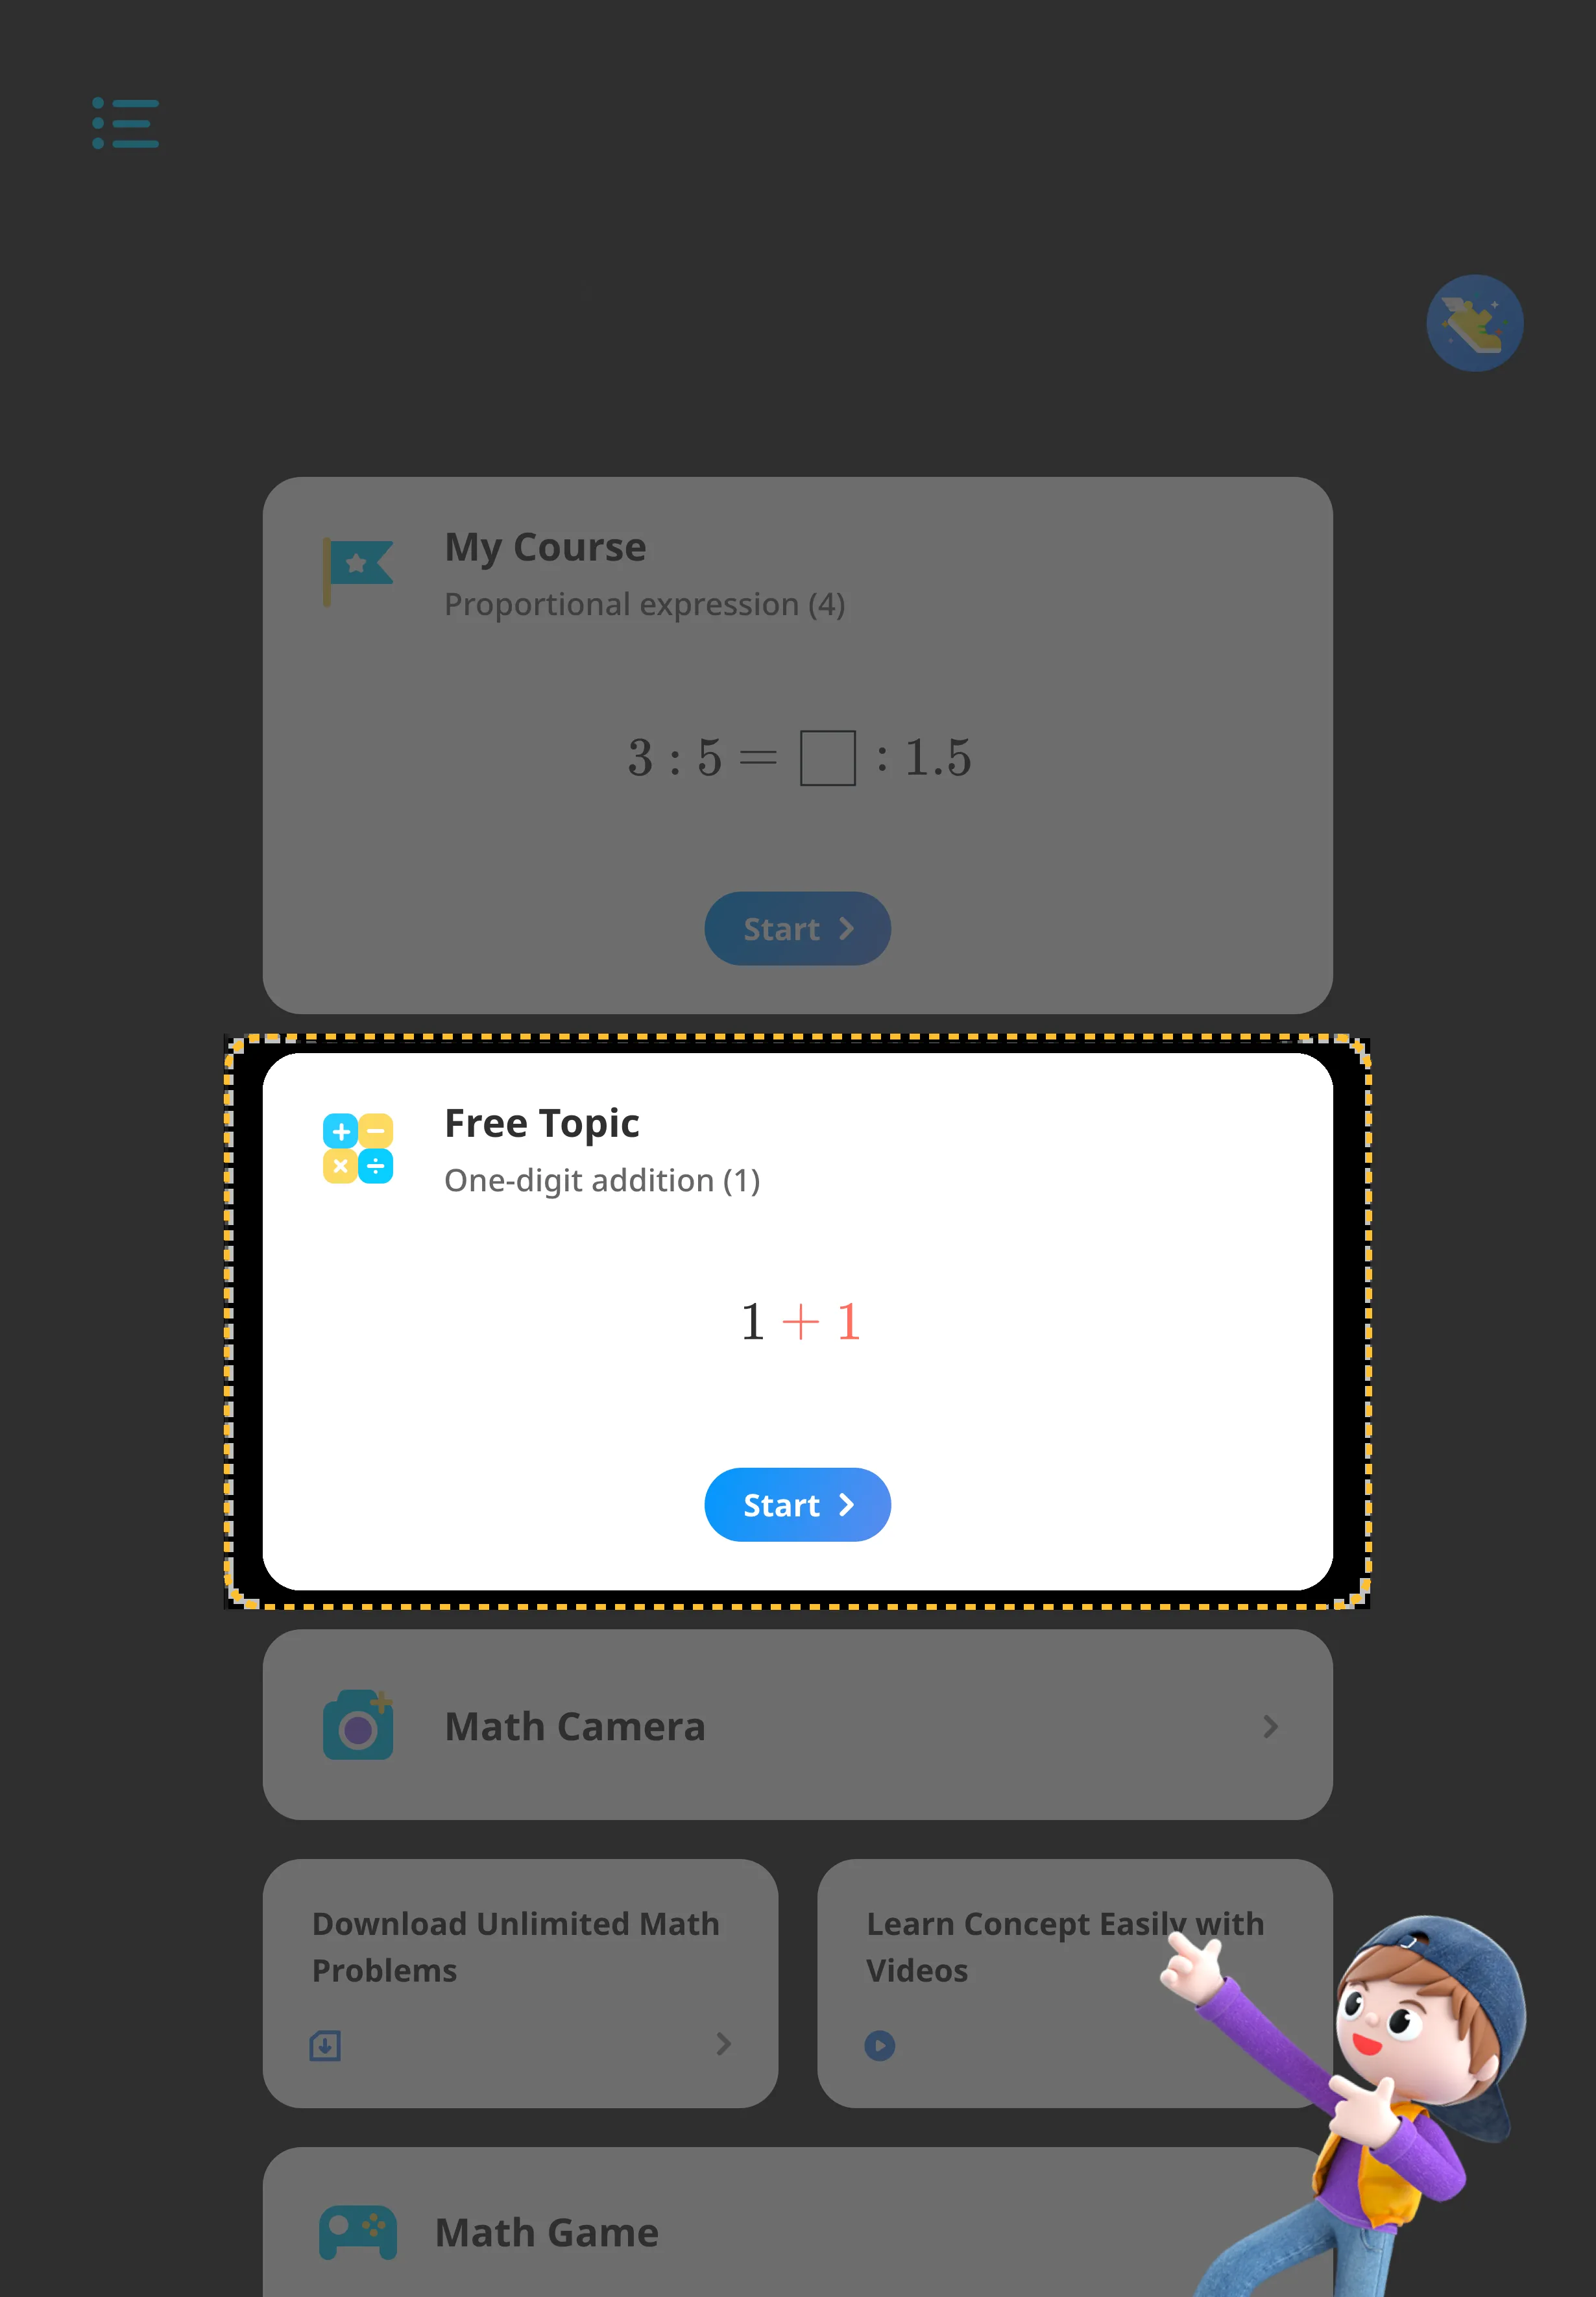 My Course
Proportional expression (4)
3 : 5 = □ : 1.5
Start
Free Topic
One-digit addition (1)
1 + 1
Start
Math Camera
Download Unlimited Math
Problems
Learn Concept Easily with
Videos
Math Game